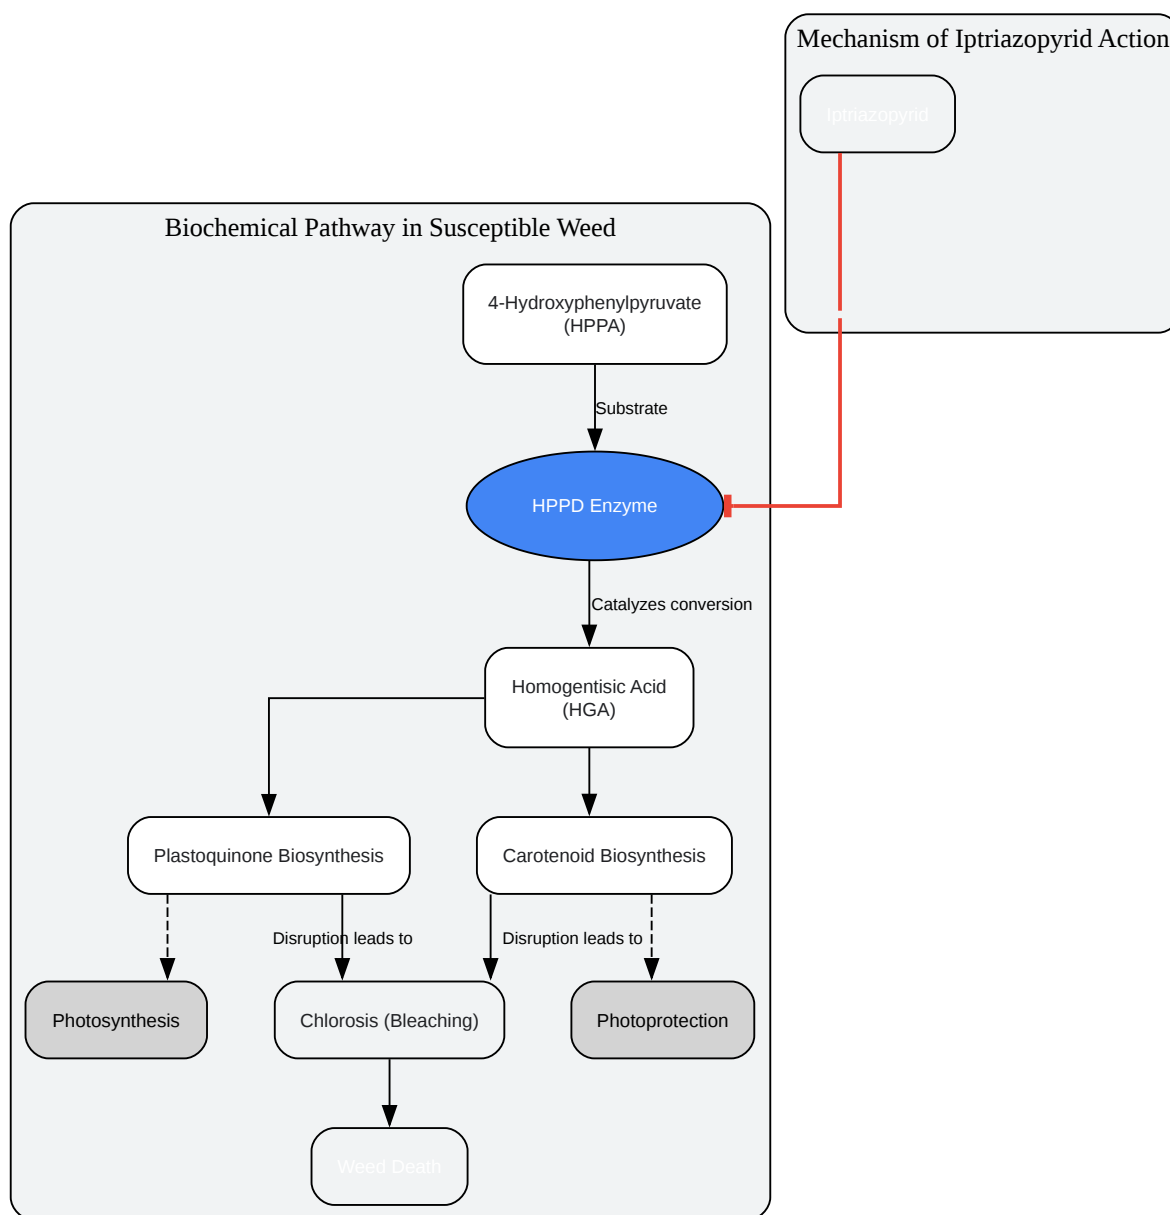 Mechanism of Iptriazopyrid Action
Iptriazopyrid
Biochemical Pathway in Susceptible Weed
4-Hydroxyphenylpyruvate
(HPPA)
Substrate
HPPD Enzyme
Catalyzes conversion
Homogentisic Acid
(HGA)
Plastoquinone Biosynthesis
Carotenoid Biosynthesis
Disruption leads to
Disruption leads to
Photosynthesis
Chlorosis (Bleaching)
Photoprotection
Weed Death